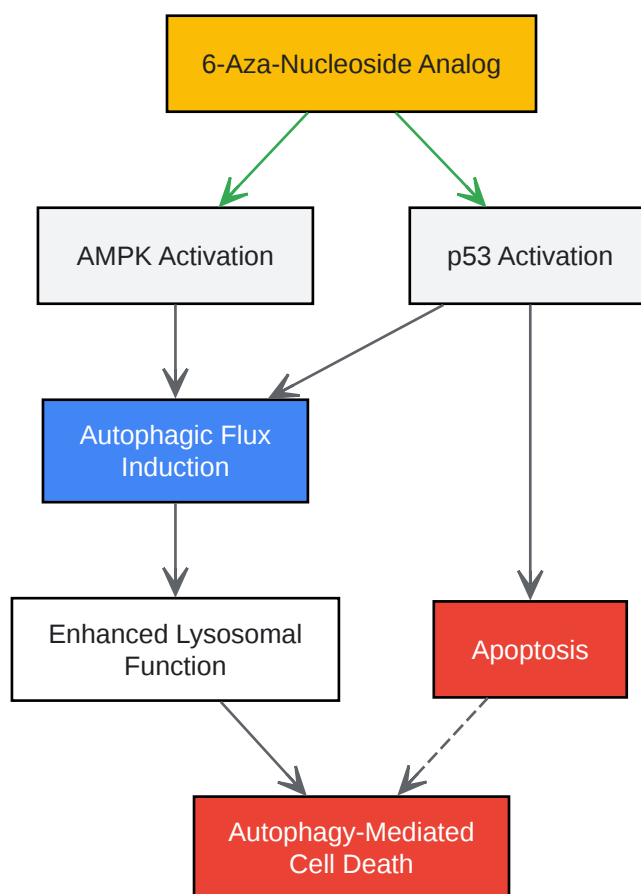 6-Aza-Nucleoside Analog
AMPK Activation
p53 Activation
Autophagic Flux
Induction
Enhanced Lysosomal
Function
Apoptosis
Autophagy-Mediated
Cell Death